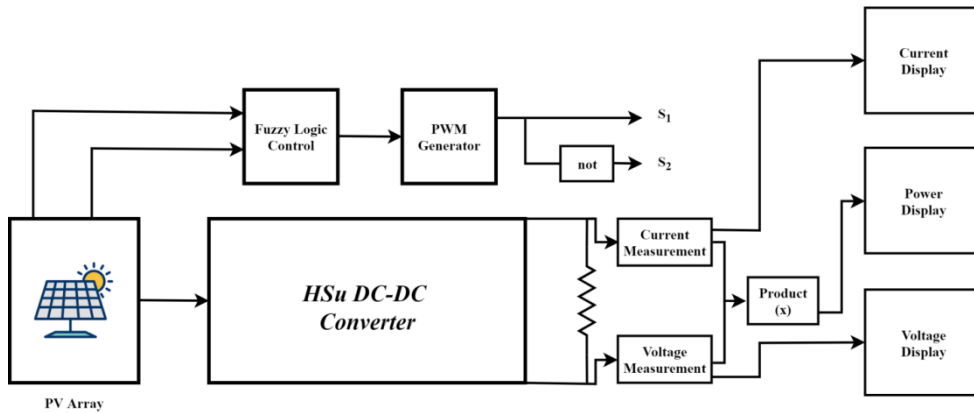 Current
Display
Fuzzy Logic
Control
PWM
Generator
S1
not
S2
Power
Display
Current
Measurement
HSu DC-DC
Converter
Product
(x)
Voltage
Measurement
Voltage
Display
PV Array